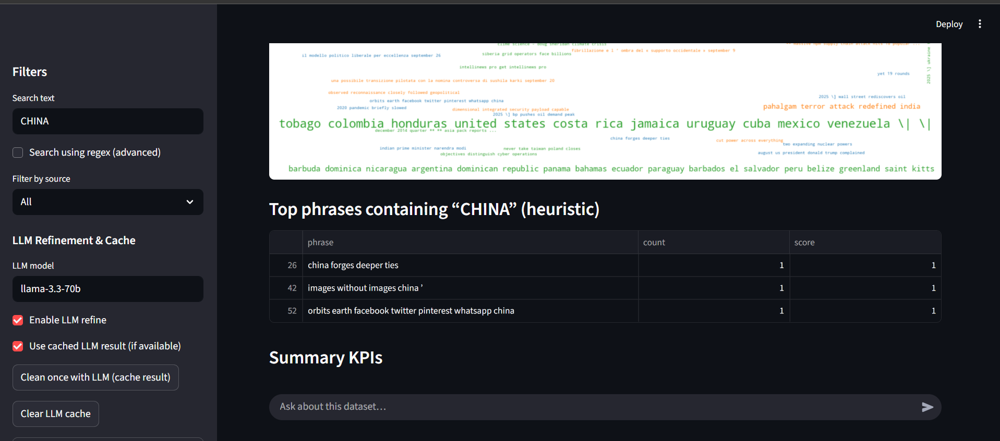 Deploy
Filters
Search text
CHINA
Search using regex (advanced)
Filter by source
All
LLM Refinement & Cache
LLM model
llama-3.3-70b
Enable LLM refine
Use cached LLM result (if available)
Clean once with LLM (cache result)
Clear LLM cache
clime science – doug sheridan climate crisis
fibrillazione e l ’ ombra del « supporto occidentale » september 9
il modello politico liberale per eccellenza september 26
siberia grid operators face billions
2025 \] ukraine
intellinews pro get intellinews pro
yet 19 rounds
una possibile transizione pilotata con la nomina controversa di sushila karki september 20
observed reconnaissance closely followed geopolitical
2025 \] wall street rediscovers oil
orbits earth facebook twitter pinterest whatsapp china
pahalgam terror attack redefined india
2020 pandemic briefly slowed
dimensional integrated security payload capable
2025 \] bp pushes oil demand peak
tobago colombia honduras united states costa rica jamaica uruguay cuba mexico venezuela \| \|
december 2014 quarter ** ** asia pack reports ...
china forges deeper ties
cut power across everything
two expanding nuclear powers
indian prime minister narendra modi
never take taiwan poland closes
august us president donald trump complained
objectives distinguish cyber operations
barbuda dominica nicaragua argentina dominican republic panama bahamas ecuador paraguay barbados el salvador peru belize greenland saint kitts
Top phrases containing “CHINA” (heuristic)
phrase count score
26 china forges deeper ties 1 1
42 images without images china ’ 1 1
52 orbits earth facebook twitter pinterest whatsapp china 1 1
Summary KPIs
Ask about this dataset...